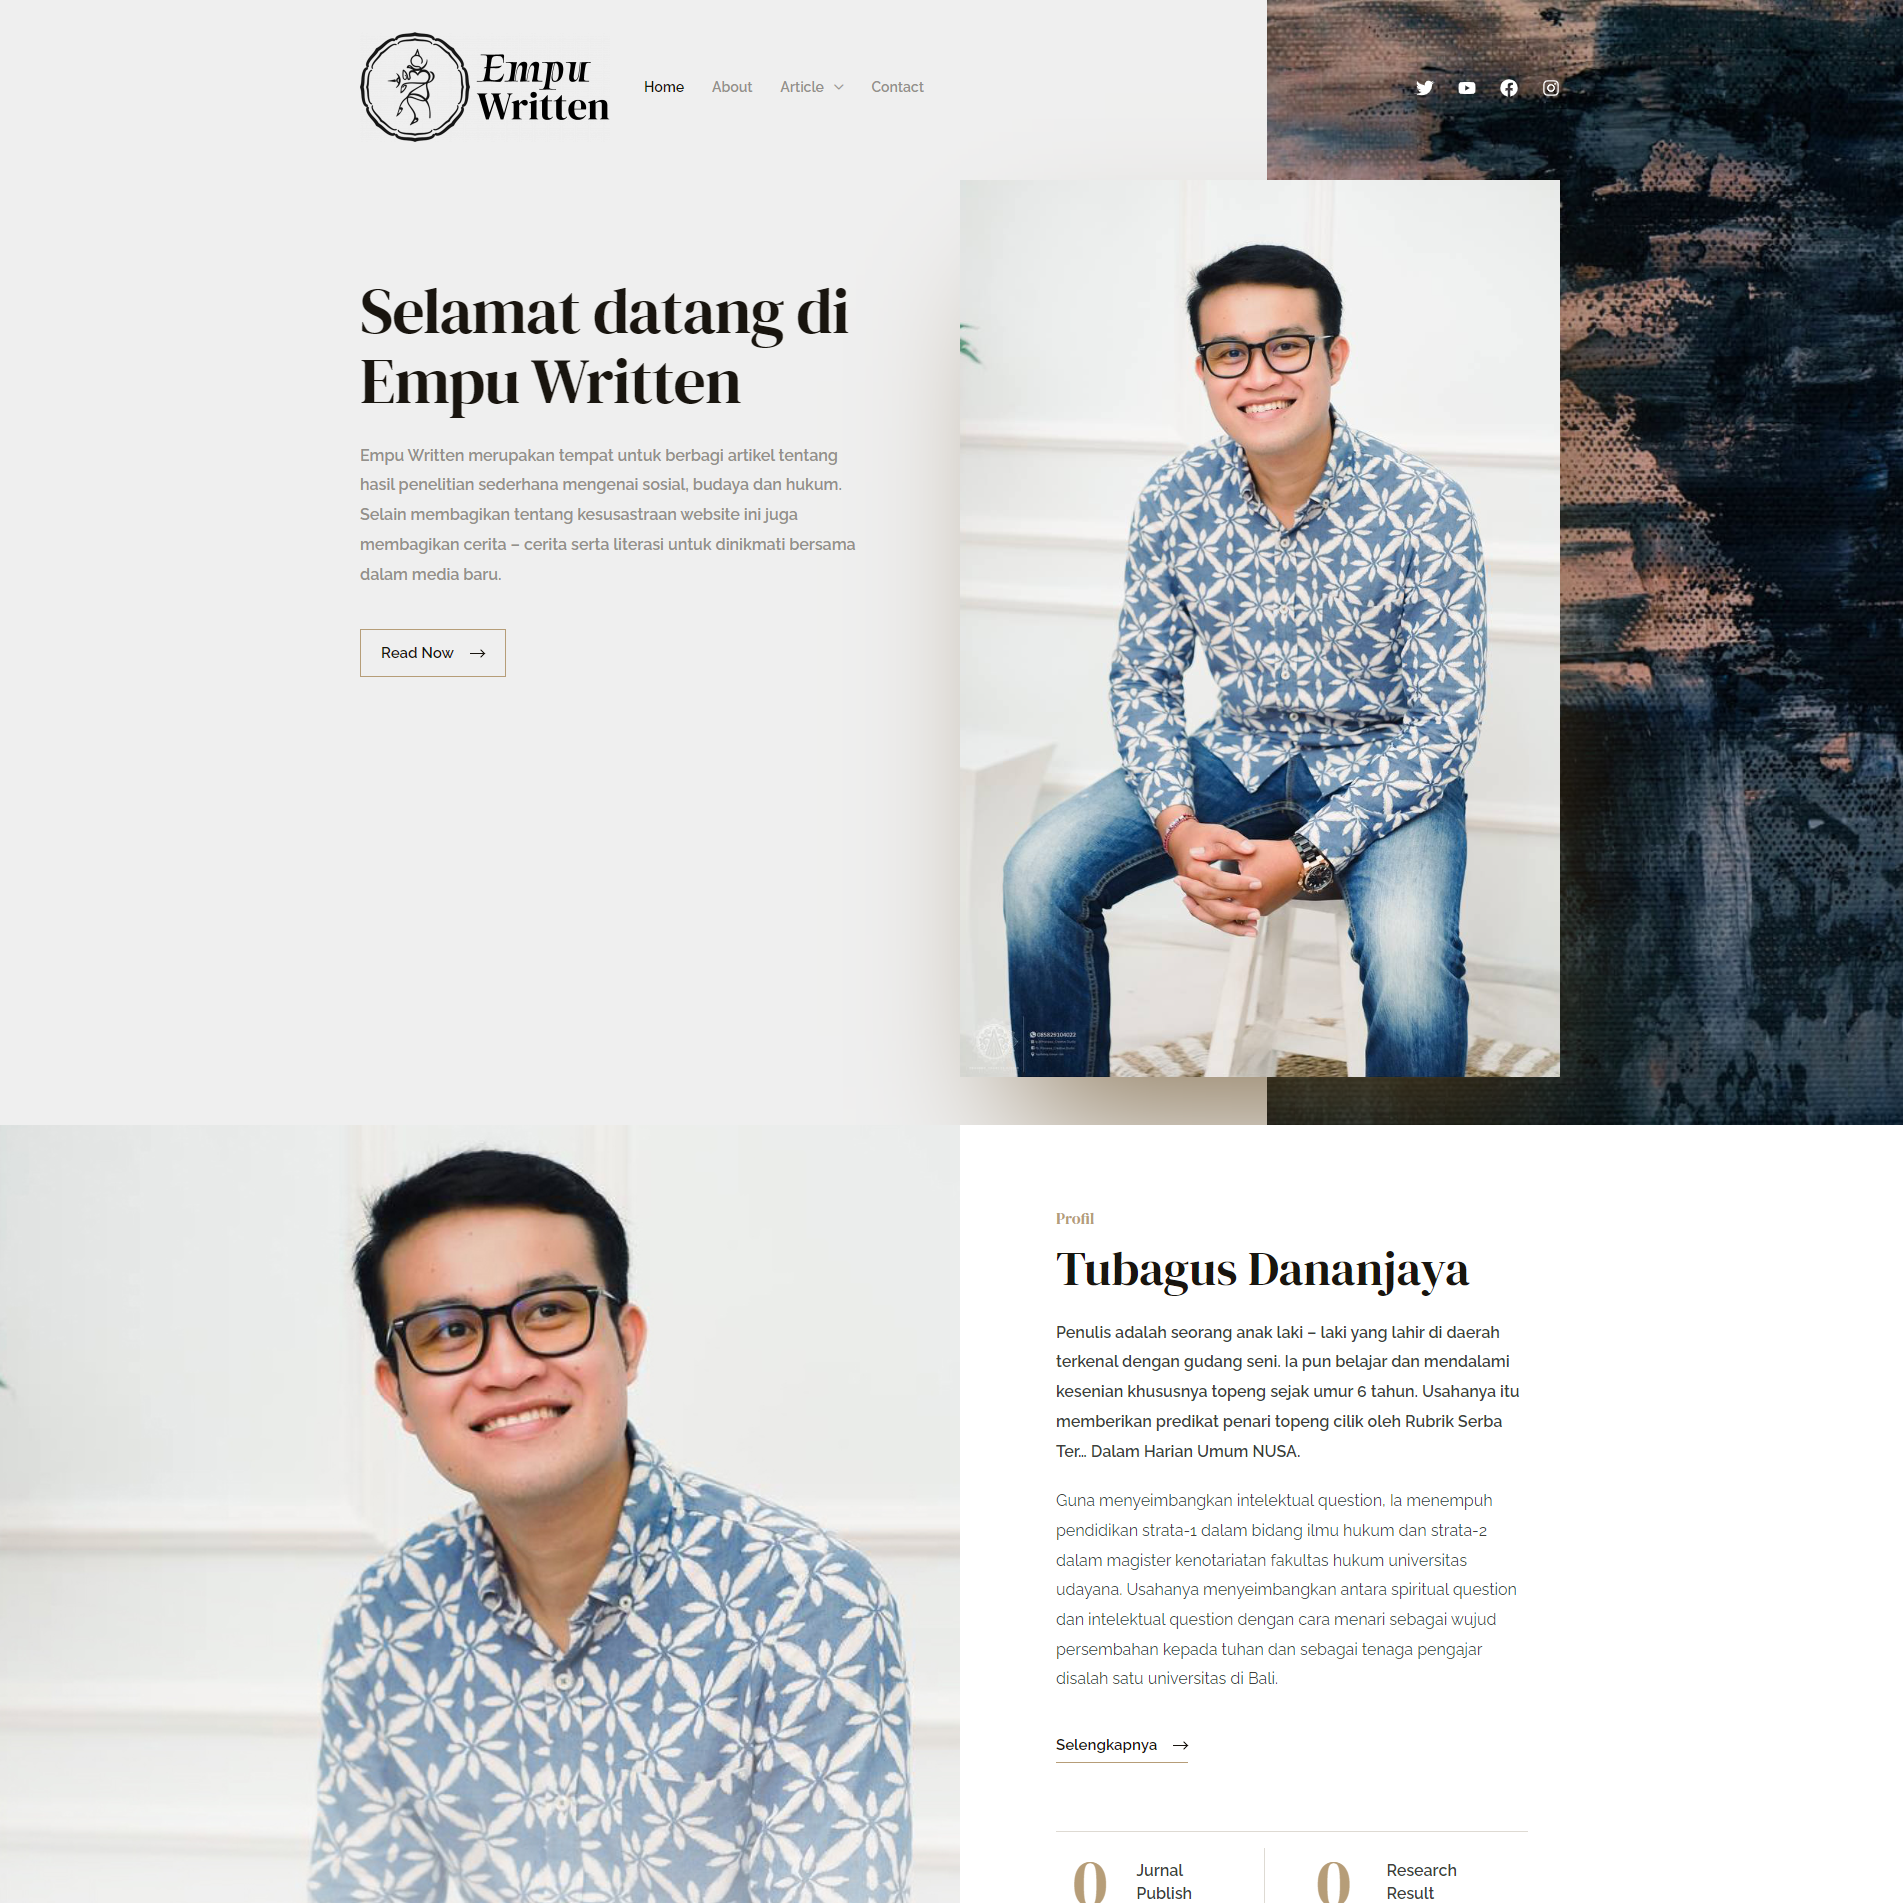 Empu
Written
Home
About
Article
Contact
Selamat datang di
Empu Written
Empu Written merupakan tempat untuk berbagi artikel tentang
hasil penelitian sederhana mengenai sosial, budaya dan hukum.
Selain membagikan tentang kesusastraan website ini juga
membagikan cerita – cerita serta literasi untuk dinikmati bersama
dalam media baru.
Read Now
085829104022
Profil
Tubagus Dananjaya
Penulis adalah seorang anak laki – laki yang lahir di daerah
terkenal dengan gudang seni. Ia pun belajar dan mendalami
kesenian khususnya topeng sejak umur 6 tahun. Usahanya itu
memberikan predikat penari topeng cilik oleh Rubrik Serba
Ter... Dalam Harian Umum NUSA.
Guna menyeimbangkan intelektual question, Ia menempuh
pendidikan strata-1 dalam bidang ilmu hukum dan strata-2
dalam magister kenotariatan fakultas hukum universitas
udayana. Usahanya menyeimbangkan antara spiritual question
dan intelektual question dengan cara menari sebagai wujud
persembahan kepada tuhan dan sebagai tenaga pengajar
disalah satu universitas di Bali.
Selengkapnya
0
Jurnal
Publish
0
Research
Result